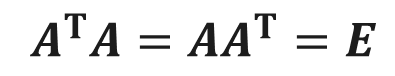 AᵀA = AAᵀ = E